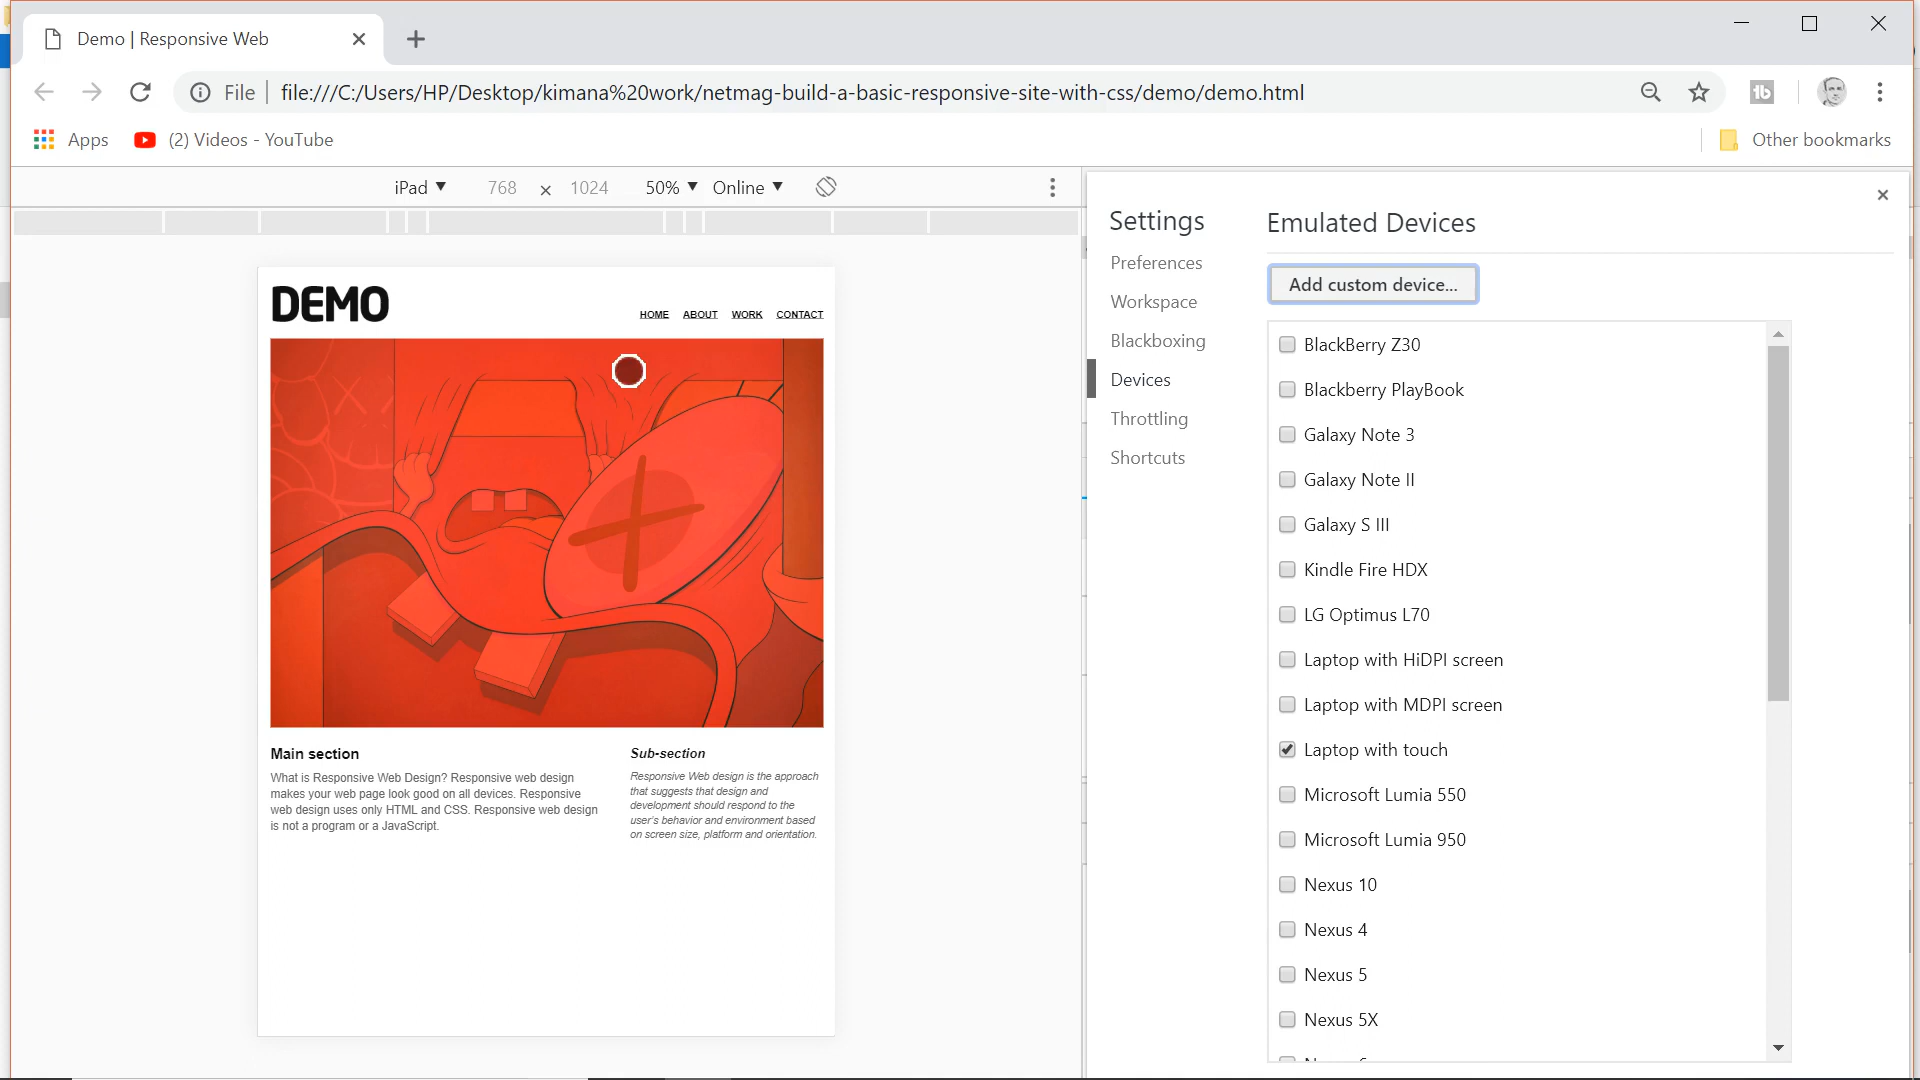 Demo | Responsive Web
File
file:///C:/Users/HP/Desktop/kimana%20work/netmag-build-a-basic-responsive-site-with-css/demo/demo.html
Apps
(2) Videos - YouTube
Other bookmarks
iPad 768 x 1024 50% Online
DEMO
HOME ABOUT WORK CONTACT
Main section
What is Responsive Web Design? Responsive web design
makes your web page look good on all devices. Responsive
web design uses only HTML and CSS. Responsive web design
is not a program or a JavaScript.
Sub-section
Responsive Web design is the approach
that suggests that design and
development should respond to the
user's behavior and environment based
on screen size, platform and orientation.
Settings
Preferences
Workspace
Blackboxing
Devices
Throttling
Shortcuts
Emulated Devices
Add custom device...
BlackBerry Z30
Blackberry PlayBook
Galaxy Note 3
Galaxy Note II
Galaxy S III
Kindle Fire HDX
LG Optimus L70
Laptop with HiDPI screen
Laptop with MDPI screen
Laptop with touch
Microsoft Lumia 550
Microsoft Lumia 950
Nexus 10
Nexus 4
Nexus 5
Nexus 5X